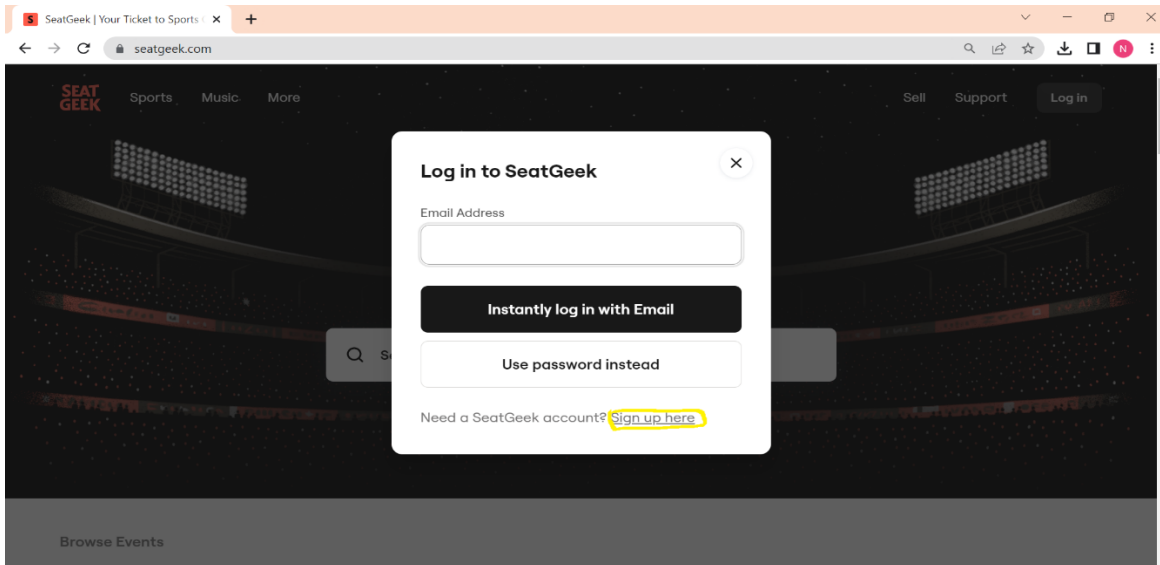 SeatGeek | Your Ticket to Sports
seatgeek.com
N
SEAT
GEEK
Sports Music More Sell Support Log in
Log in to SeatGeek
Email Address
Instantly log in with Email
Use password instead
Need a SeatGeek account? Sign up here
Browse Events